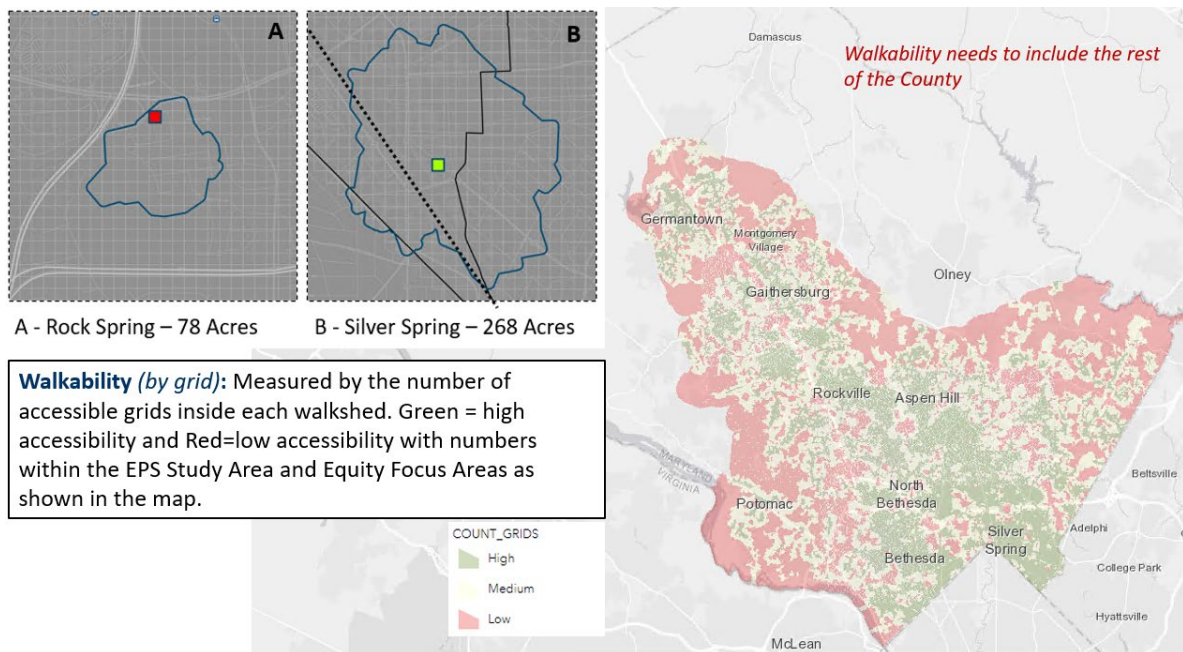 A
B
A - Rock Spring – 78 Acres
B - Silver Spring – 268 Acres
Walkability (by grid): Measured by the number of
accessible grids inside each walkshed. Green = high
accessibility and Red=low accessibility with numbers
within the EPS Study Area and Equity Focus Areas as
shown in the map.
COUNT_GRIDS
High
Medium
Low
Walkability needs to include the rest
of the County
Damascus
Germantown
Montgomery
Village
Olney
Gaithersburg
Rockville
Aspen Hill
MARYLAND
VIRGINIA
Beltsville
Potomac
North
Bethesda
Silver
Spring
Adelphi
Bethesda
College Park
Hyattsville
McLean